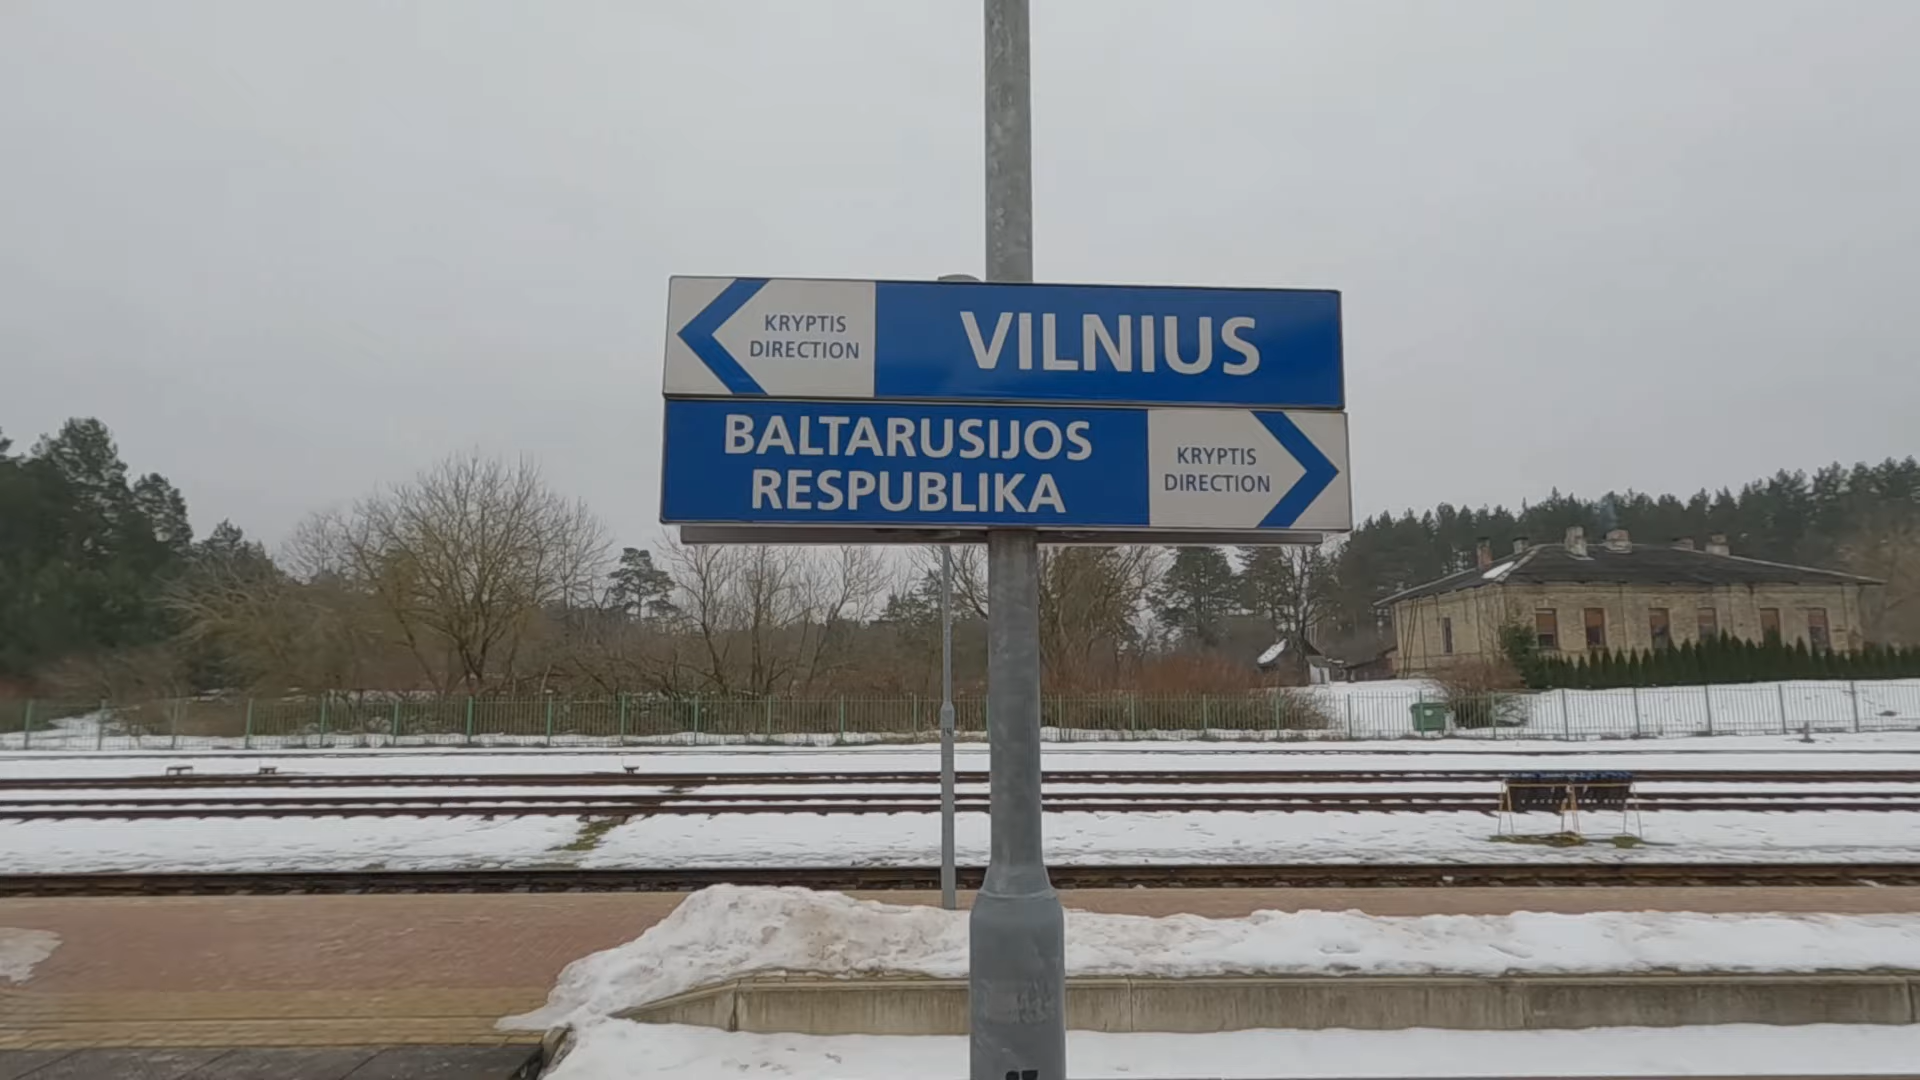 KRYPTIS
DIRECTION
VILNIUS
BALTARUSIJOS
RESPUBLIKA
KRYPTIS
DIRECTION